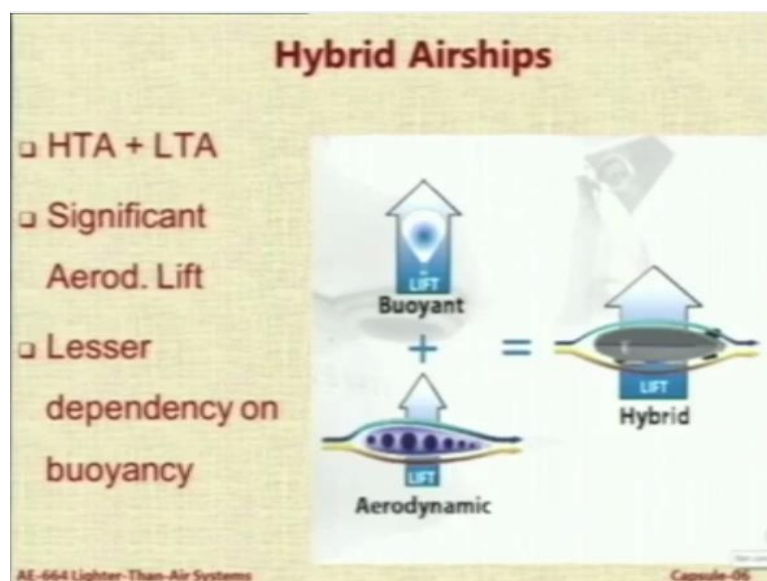 Hybrid Airships
❑ HTA + LTA
❑ Significant
Aerod. Lift
❑ Lesser
dependency on
buoyancy
LIFT
Buoyant
+
=
LIFT
Aerodynamic
LIFT
Hybrid
AE-664 Lighter-Than-Air Systems
Capsule-06